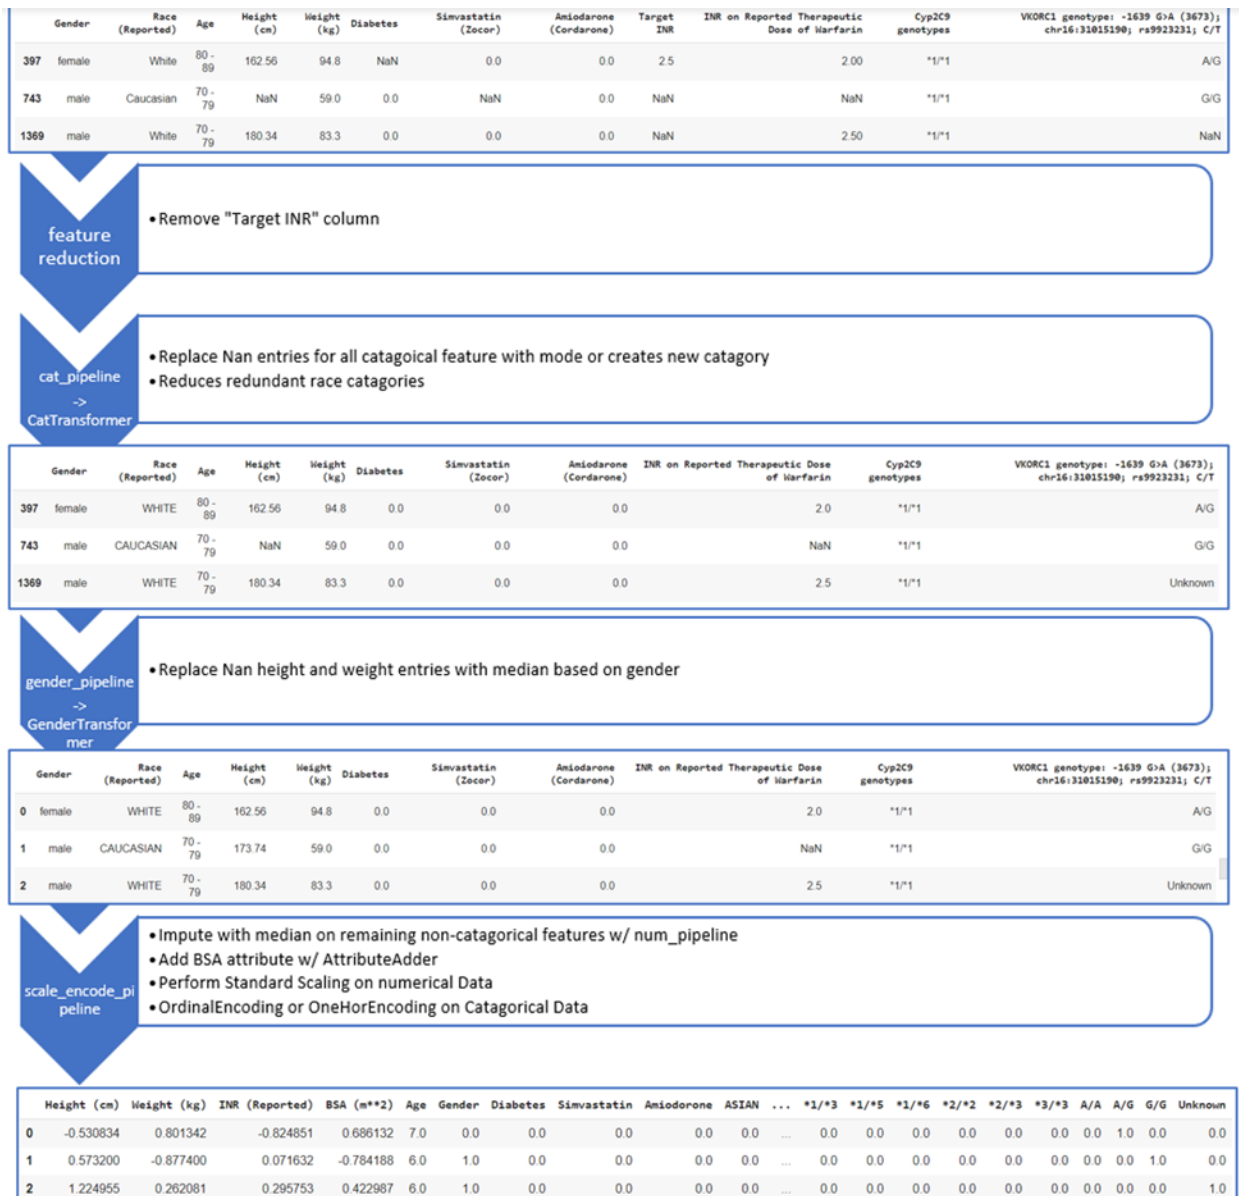 Gender Race (Reported) Age Height (cm) Weight (kg) Diabetes Simvastatin (Zocor) Amiodarone (Cordarone) Target INR INR on Reported Therapeutic Dose of Warfarin Cyp2C9 genotypes VKORC1 genotype: -1639 G>A (3673); chr16:31015190; rs9923231; C/T
397 female White 80 - 89 162.56 94.8 NaN 0.0 0.0 2.5 2.00 *1/*1 A/G
743 male Caucasian 70 - 79 NaN 59.0 0.0 NaN 0.0 NaN NaN *1/*1 G/G
1369 male White 70 - 79 180.34 83.3 0.0 0.0 0.0 NaN 2.50 *1/*1 NaN
feature
reduction
•Remove "Target INR" column
cat_pipeline
->
CatTransformer
•Replace Nan entries for all catagoical feature with mode or creates new catagory
•Reduces redundant race catagories
Gender Race (Reported) Age Height (cm) Weight (kg) Diabetes Simvastatin (Zocor) Amiodarone (Cordarone) INR on Reported Therapeutic Dose of Warfarin Cyp2C9 genotypes VKORC1 genotype: -1639 G>A (3673); chr16:31015190; rs9923231; C/T
397 female WHITE 80 - 89 162.56 94.8 0.0 0.0 0.0 2.0 *1/*1 A/G
743 male CAUCASIAN 70 - 79 NaN 59.0 0.0 0.0 0.0 NaN *1/*1 G/G
1369 male WHITE 70 - 79 180.34 83.3 0.0 0.0 0.0 2.5 *1/*1 Unknown
gender_pipeline
->
GenderTransfor
mer
•Replace Nan height and weight entries with median based on gender
Gender Race (Reported) Age Height (cm) Weight (kg) Diabetes Simvastatin (Zocor) Amiodarone (Cordarone) INR on Reported Therapeutic Dose of Warfarin Cyp2C9 genotypes VKORC1 genotype: -1639 G>A (3673); chr16:31015190; rs9923231; C/T
0 female WHITE 80 - 89 162.56 94.8 0.0 0.0 0.0 2.0 *1/*1 A/G
1 male CAUCASIAN 70 - 79 173.74 59.0 0.0 0.0 0.0 NaN *1/*1 G/G
2 male WHITE 70 - 79 180.34 83.3 0.0 0.0 0.0 2.5 *1/*1 Unknown
scale_encode_pi
peline
•Impute with median on remaining non-catagorical features w/ num_pipeline
•Add BSA attribute w/ AttributeAdder
•Perform Standard Scaling on numerical Data
•OrdinalEncoding or OneHorEncoding on Catagorical Data
Height (cm) Weight (kg) INR (Reported) BSA (m**2) Age Gender Diabetes Simvastatin Amiodorone ASIAN ... *1/*3 *1/*5 *1/*6 *2/*2 *2/*3 *3/*3 A/A A/G G/G Unknown
0 -0.530834 0.801342 -0.824851 0.686132 7.0 0.0 0.0 0.0 0.0 0.0 ... 0.0 0.0 0.0 0.0 0.0 0.0 0.0 1.0 0.0 0.0
1 0.573200 -0.877400 0.071632 -0.784188 6.0 1.0 0.0 0.0 0.0 0.0 ... 0.0 0.0 0.0 0.0 0.0 0.0 0.0 0.0 1.0 0.0
2 1.224955 0.262081 0.295753 0.422987 6.0 1.0 0.0 0.0 0.0 0.0 ... 0.0 0.0 0.0 0.0 0.0 0.0 0.0 0.0 0.0 1.0